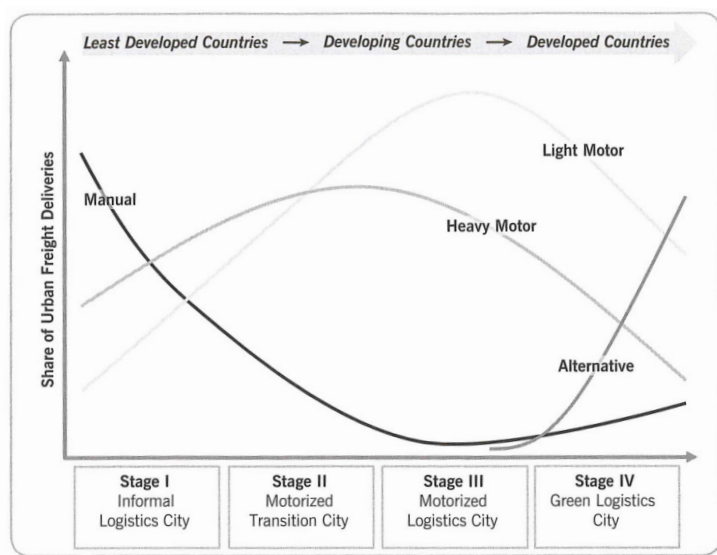 Least Developed Countries → Developing Countries → Developed Countries
Share of Urban Freight Deliveries
Manual
Light Motor
Heavy Motor
Alternative
Stage I
Informal
Logistics City
Stage II
Motorized
Transition City
Stage III
Motorized
Logistics City
Stage IV
Green Logistics
City